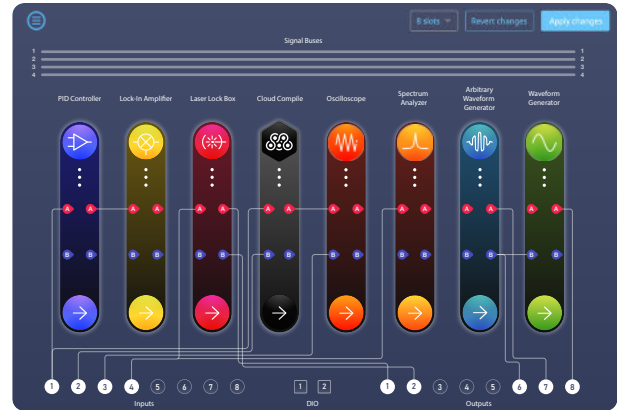 8 slots
Revert changes
Apply changes
Signal Buses
1 1
2 2
3 3
4 4
PID Controller
Lock-In Amplifier
Laser Lock Box
Cloud Compile
Oscilloscope
Spectrum
Analyzer
Arbitrary
Waveform
Generator
Waveform
Generator
A A A A A A A A A A A A A A A A
B B B B B B B B B B B B B B B B
1 2 3 4 5 6 7 8 1 2 1 2 3 4 5 6 7 8
Inputs DIO Outputs